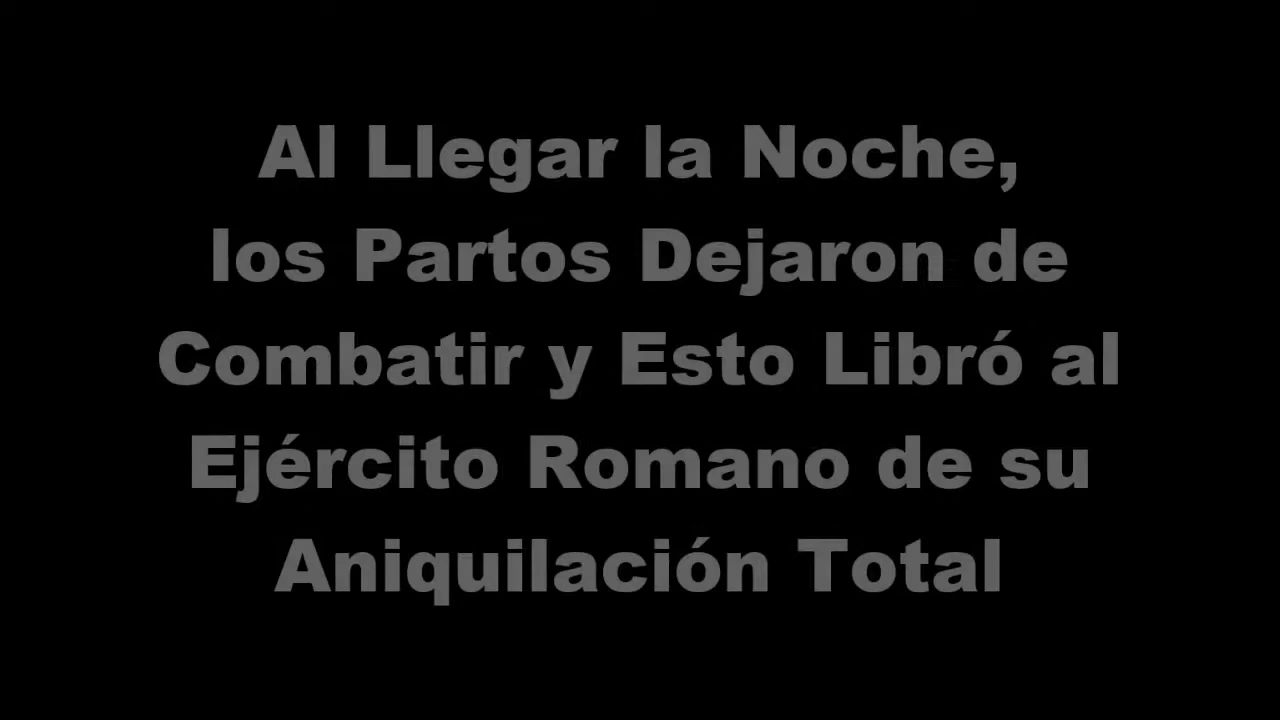 Al Llegar la Noche,
los Partos Dejaron de
Combatir y Esto Libró al
Ejército Romano de su
Aniquilación Total